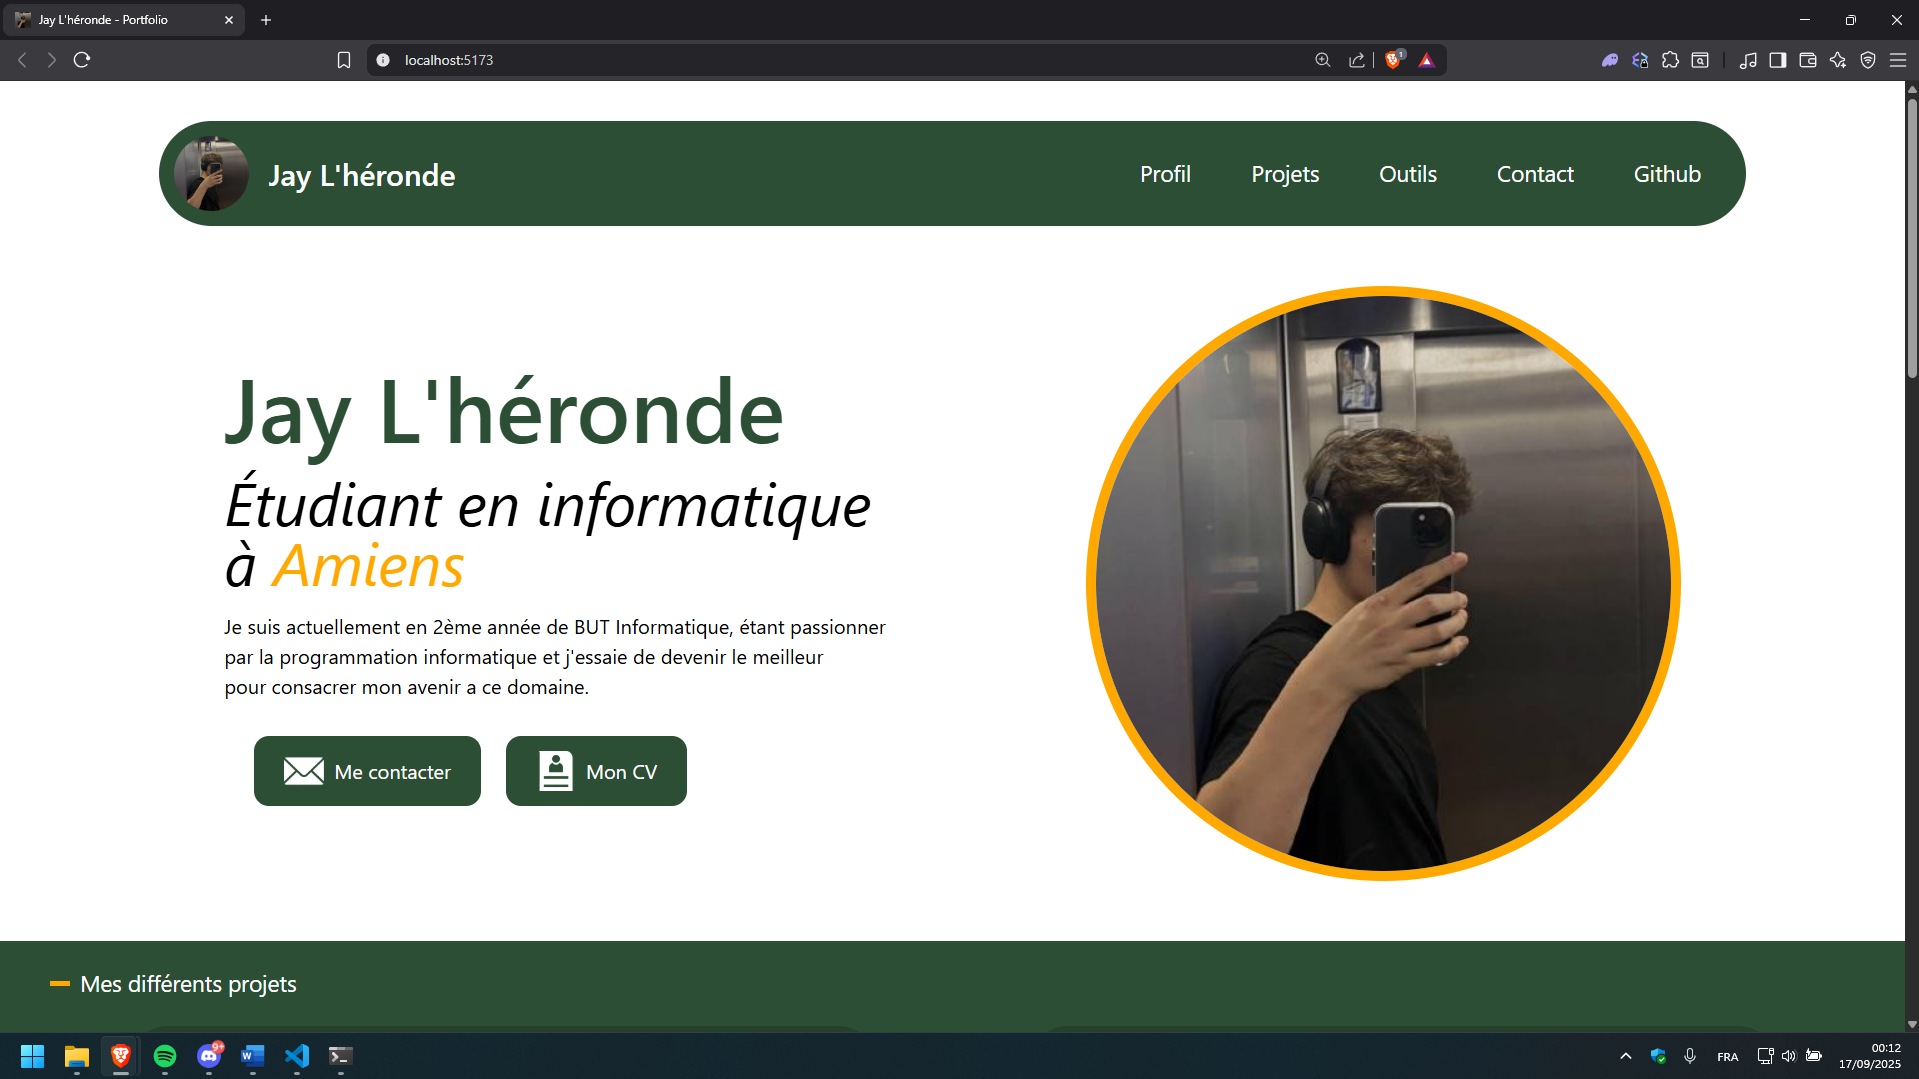 Jay L'héronde - Portfolio
localhost:5173
1
Jay L'héronde
Profil
Projets
Outils
Contact
Github
Jay L'héronde
Étudiant en informatique
à Amiens
Je suis actuellement en 2ème année de BUT Informatique, étant passionner
par la programmation informatique et j'essaie de devenir le meilleur
pour consacrer mon avenir a ce domaine.
Me contacter
Mon CV
Mes différents projets
9+
W
FRA
00:12
17/09/2025